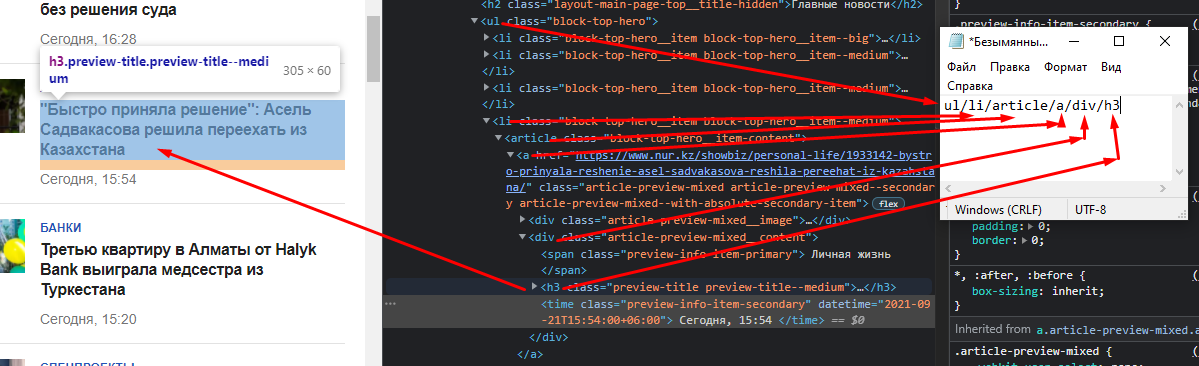 без решения суда
Сегодня, 16:28
h3.preview-title.preview-title--medi
um
305 × 60
"Быстро приняла решение": Асель
Садвакасова решила переехать из
Казахстана
Сегодня, 15:54
БАНКИ
Третью квартиру в Алматы от Halyk
Bank выиграла медсестра из
Туркестана
Сегодня, 15:20
СПЕЦПРОЕКТЫ
<h2 class="layout-main-page-top__title-hidden">Главные новости</h2>
<ul class="block-top-hero">
<li class="block-top-hero__item block-top-hero__item--big">…</li>
<li class="block-top-hero__item block-top-hero__item--medium">…
</li>
<li class="block-top-hero__item block-top-hero__item--medium">…
</li>
<li class="block-top-hero__item block-top-hero__item--medium">
<article class="block-top-hero__item-content">
<a href="https://www.nur.kz/showbiz/personal-life/1933142-bystr
o-prinyala-reshenie-asel-sadvakasova-reshila-pereehat-iz-kazahsta
na/" class="article-preview-mixed article-preview-mixed--secondar
y article-preview-mixed--with-absolute-secondary-item"> flex
<div class="article-preview-mixed__image">…</div>
<div class="article-preview-mixed__content">
<span class="preview-info-item-primary"> Личная жизнь
</span>
<h3 class="preview-title preview-title--medium">…</h3>
<time class="preview-info-item-secondary" datetime="2021-09
-21T15:54:00+06:00"> Сегодня, 15:54 </time> == $0
</div>
</a>
}
.preview-info-item-secondary {
*Безымянны...
Файл Правка Формат Вид
Справка
ul/li/article/a/div/h3
Windows (CRLF) UTF-8
padding: 0;
border: 0;
}
*, :after, :before {
box-sizing: inherit;
}
Inherited from a.article-preview-mixed.a
.article-preview-mixed {